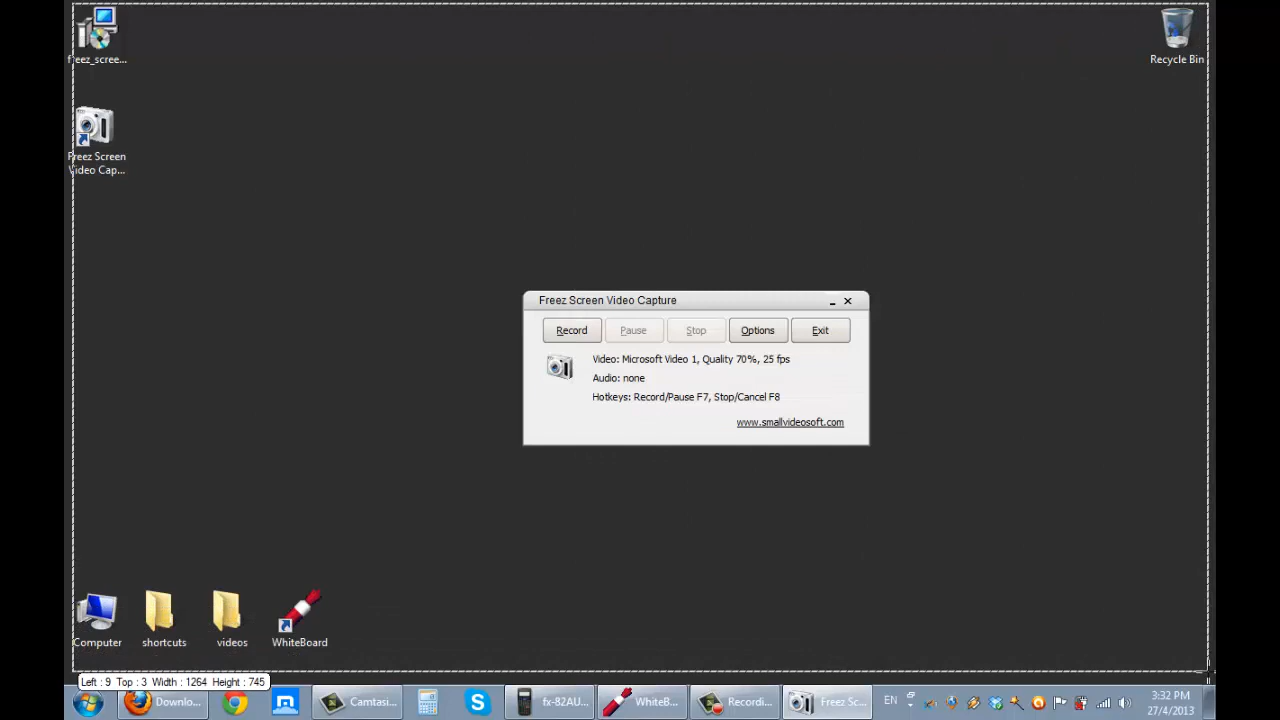 freez_scree...
Recycle Bin
Freez Screen
Video Cap...
Freez Screen Video Capture
Record
Pause
Stop
Options
Exit
Video: Microsoft Video 1, Quality 70%, 25 fps
Audio: none
Hotkeys: Record/Pause F7, Stop/Cancel F8
www.smallvideosoft.com
Computer
shortcuts
videos
WhiteBoard
Left : 9 Top : 3 Width : 1264 Height : 745
Downlo...
Camtasi...
fx-82AU...
WhiteB...
Recordi...
Freez Sc...
EN
3:32 PM
27/4/2013